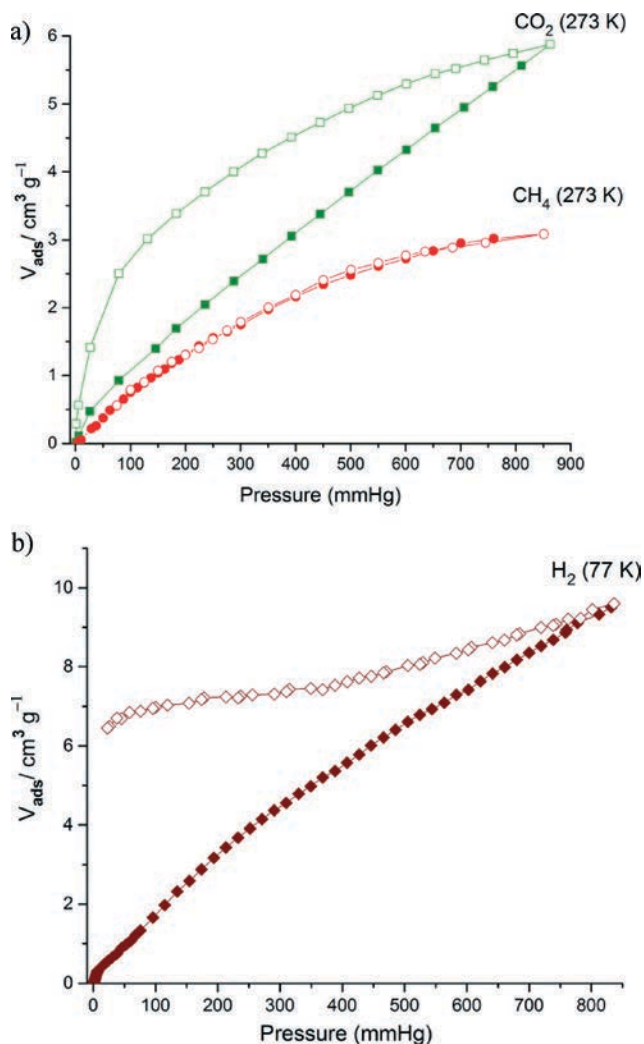 a)
CO₂ (273 K)
CH₄ (273 K)
V_ads/ cm³ g⁻¹
6
5
4
3
2
1
0
0 100 200 300 400 500 600 700 800 900
Pressure (mmHg)
b)
H₂ (77 K)
V_ads/ cm³ g⁻¹
10
8
6
4
2
0
0 100 200 300 400 500 600 700 800
Pressure (mmHg)